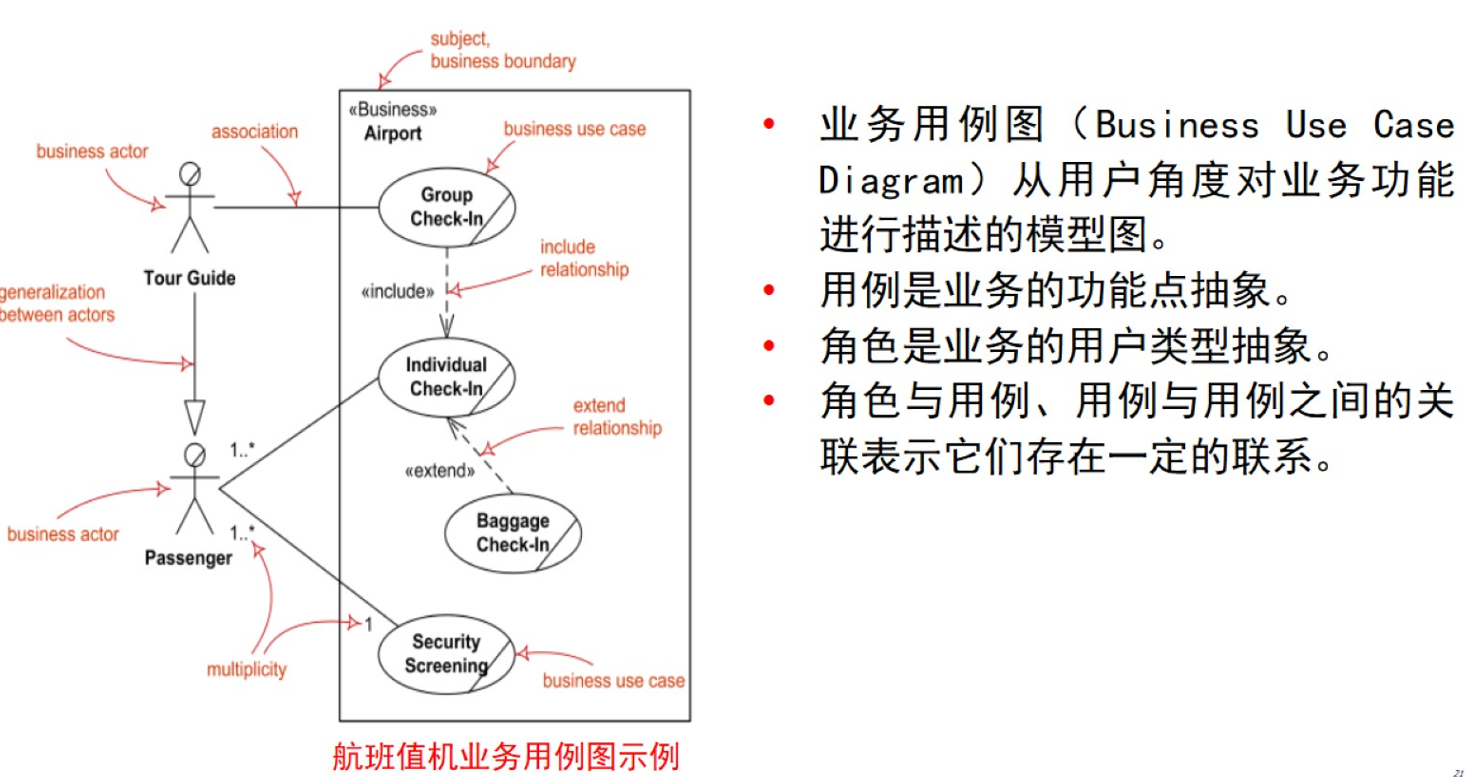 subject,
business boundary
«Business»
Airport
association
business use case
business actor
Group
Check-In
include
relationship
Tour Guide
«include»
generalization
between actors
Individual
Check-In
extend
relationship
1..*
«extend»
business actor
1..*
Passenger
Baggage
Check-In
1
multiplicity
Security
Screening
business use case
航班值机业务用例图示例
• 业务用例图（Business Use Case
Diagram）从用户角度对业务功能
进行描述的模型图。
• 用例是业务的功能点抽象。
• 角色是业务的用户类型抽象。
• 角色与用例、用例与用例之间的关
联表示它们存在一定的联系。
21